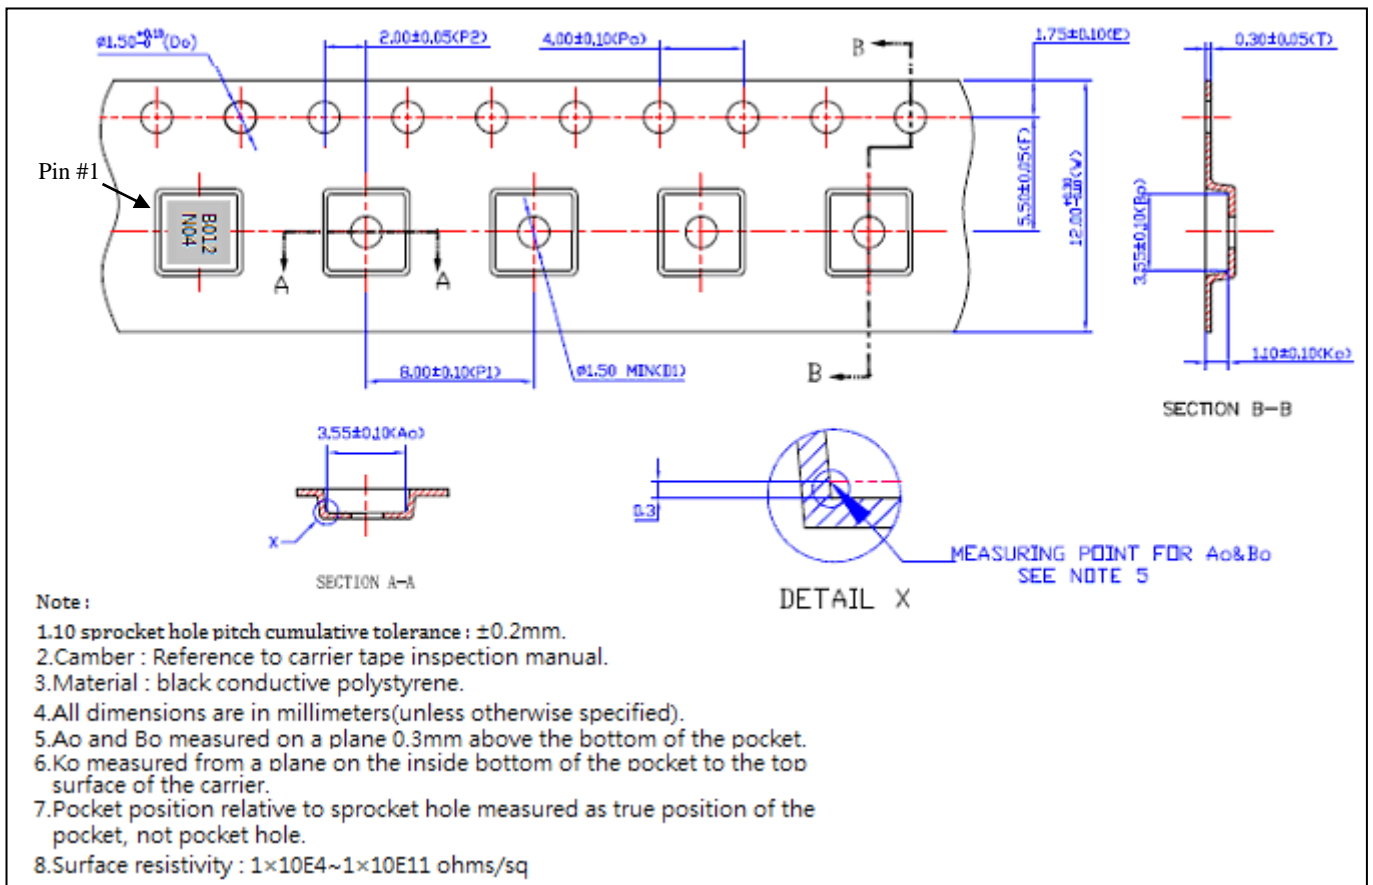 Ø1.50+0.10-0(Do)
2.00±0.05(P2)
4.00±0.10(Po)
B
1.75±0.10(E)
0.30±0.05(T)
Pin #1
B012
N04
A
A
5.50±0.05(F)
12.00+0.30-0.10(W)
3.55±0.10(Bo)
8.00±0.10(P1)
Ø1.50 MIN(D1)
B
1.10±0.10(Ko)
SECTION B-B
3.55±0.10(Ao)
X
SECTION A-A
0.3
MEASURING POINT FOR Ao&Bo
SEE NOTE 5
DETAIL X
Note:
1.10 sprocket hole pitch cumulative tolerance : ±0.2mm.
2.Camber : Reference to carrier tape inspection manual.
3.Material : black conductive polystyrene.
4.All dimensions are in millimeters(unless otherwise specified).
5.Ao and Bo measured on a plane 0.3mm above the bottom of the pocket.
6.Ko measured from a plane on the inside bottom of the pocket to the top
surface of the carrier.
7.Pocket position relative to sprocket hole measured as true position of the
pocket, not pocket hole.
8.Surface resistivity : 1×10E4~1×10E11 ohms/sq